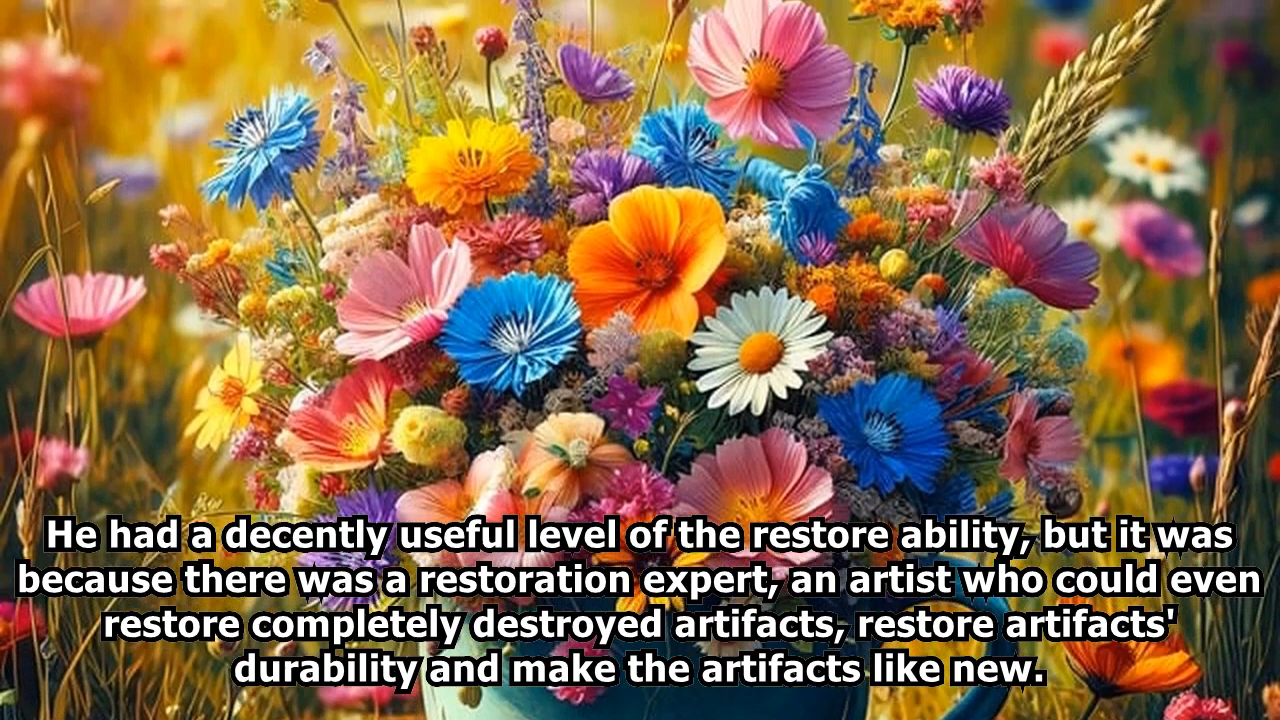 He had a decently useful level of the restore ability, but it was
because there was a restoration expert, an artist who could even
restore completely destroyed artifacts, restore artifacts'
durability and make the artifacts like new.